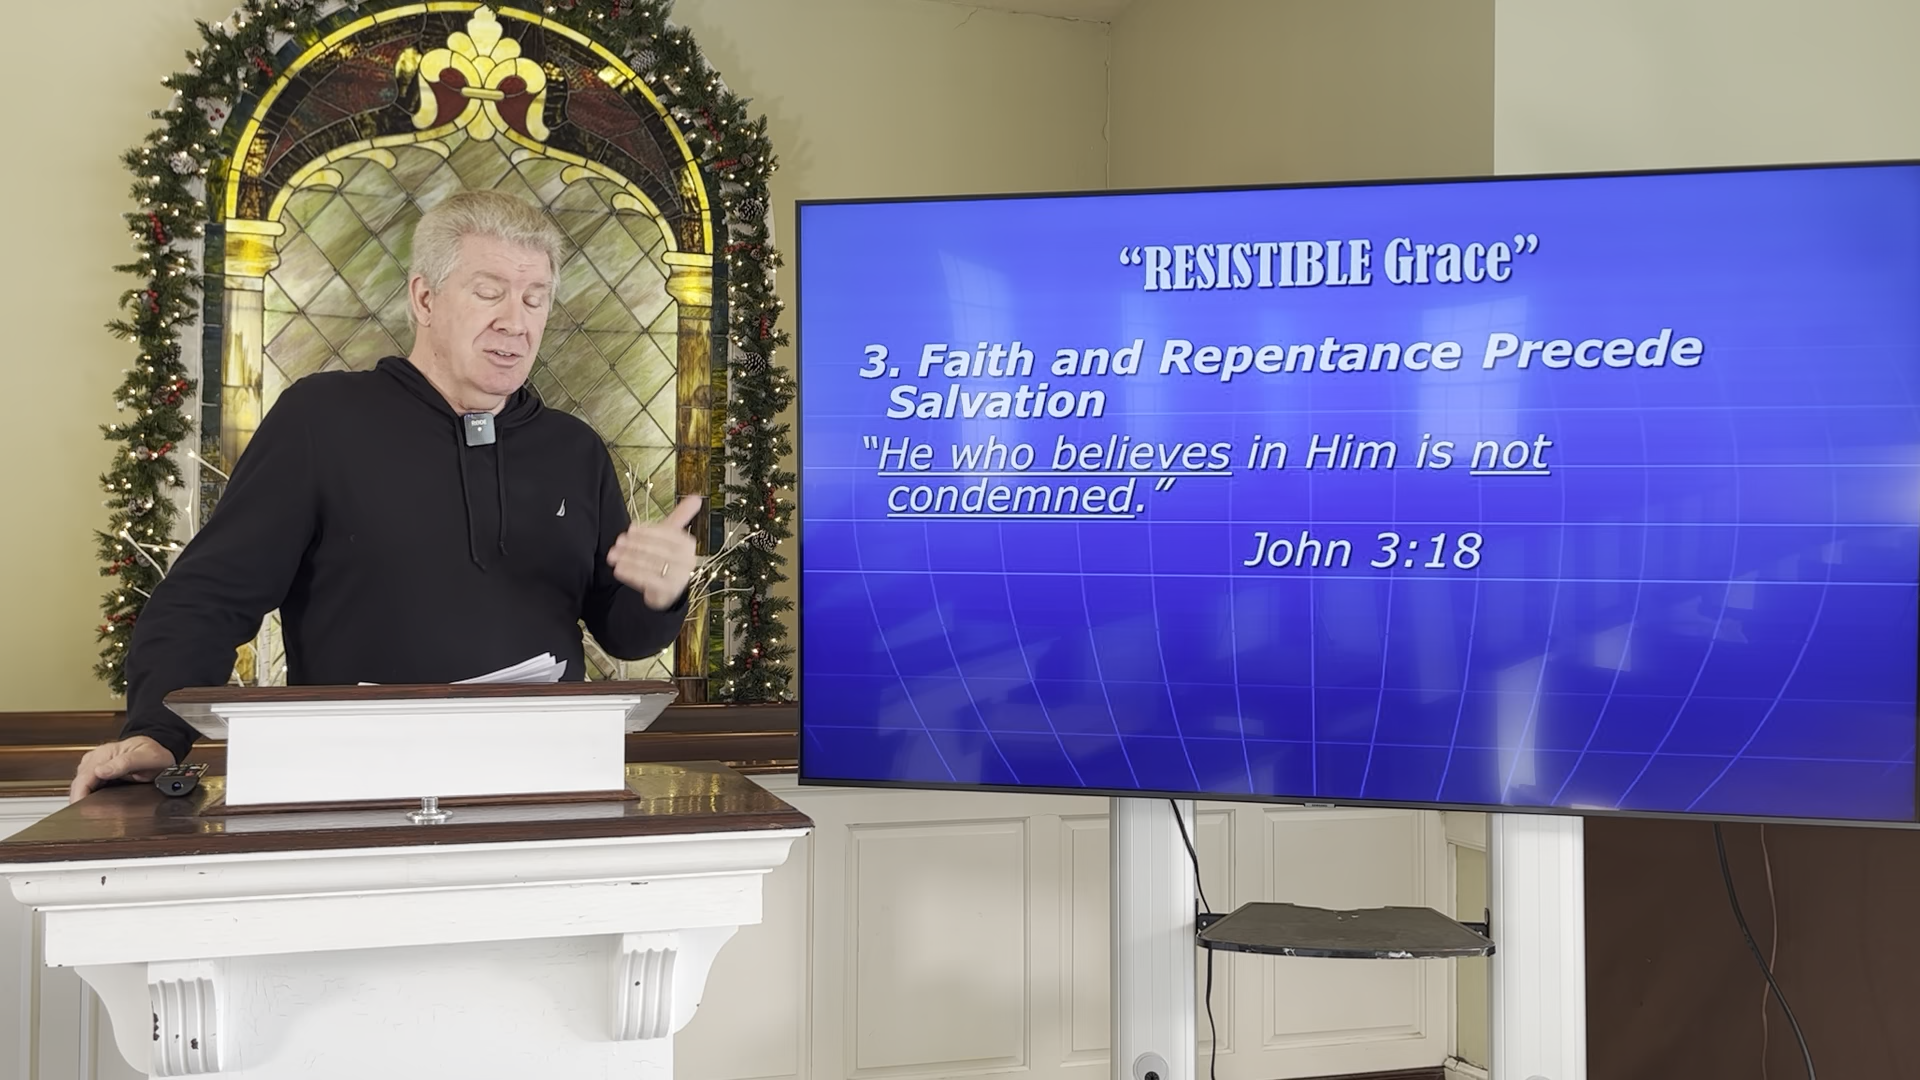 “RESISTIBLE Grace”
3. Faith and Repentance Precede
Salvation
“He who believes in Him is not
condemned.”
John 3:18